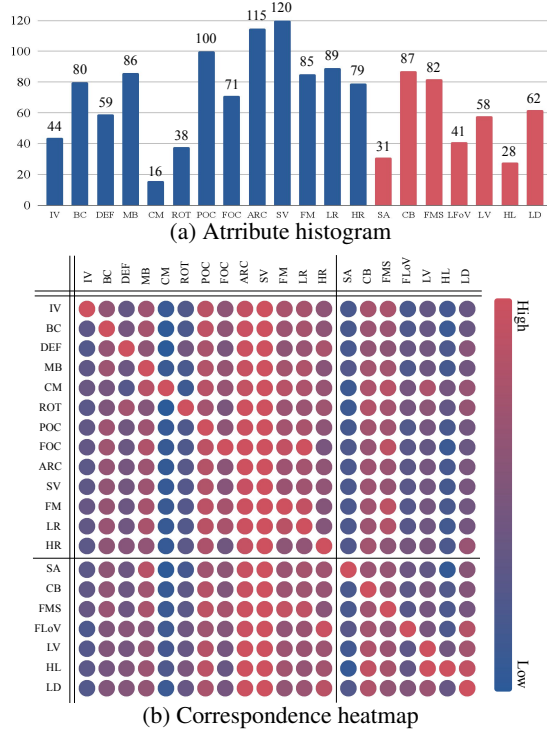 120
100
80
60
40
20
0
44
80
59
86
16
38
100
71
115
120
85
89
79
31
87
82
41
58
28
62
IV BC DEF MB CM ROT POC FOC ARC SV FM LR HR SA CB FMS LFoV LV HL LD
(a) Atrribute histogram
IV BC DEF MB CM ROT POC FOC ARC SV FM LR HR SA CB FMS FLoV LV HL LD
IV
BC
DEF
MB
CM
ROT
POC
FOC
ARC
SV
FM
LR
HR
SA
CB
FMS
FLoV
LV
HL
LD
High
Low
(b) Correspondence heatmap